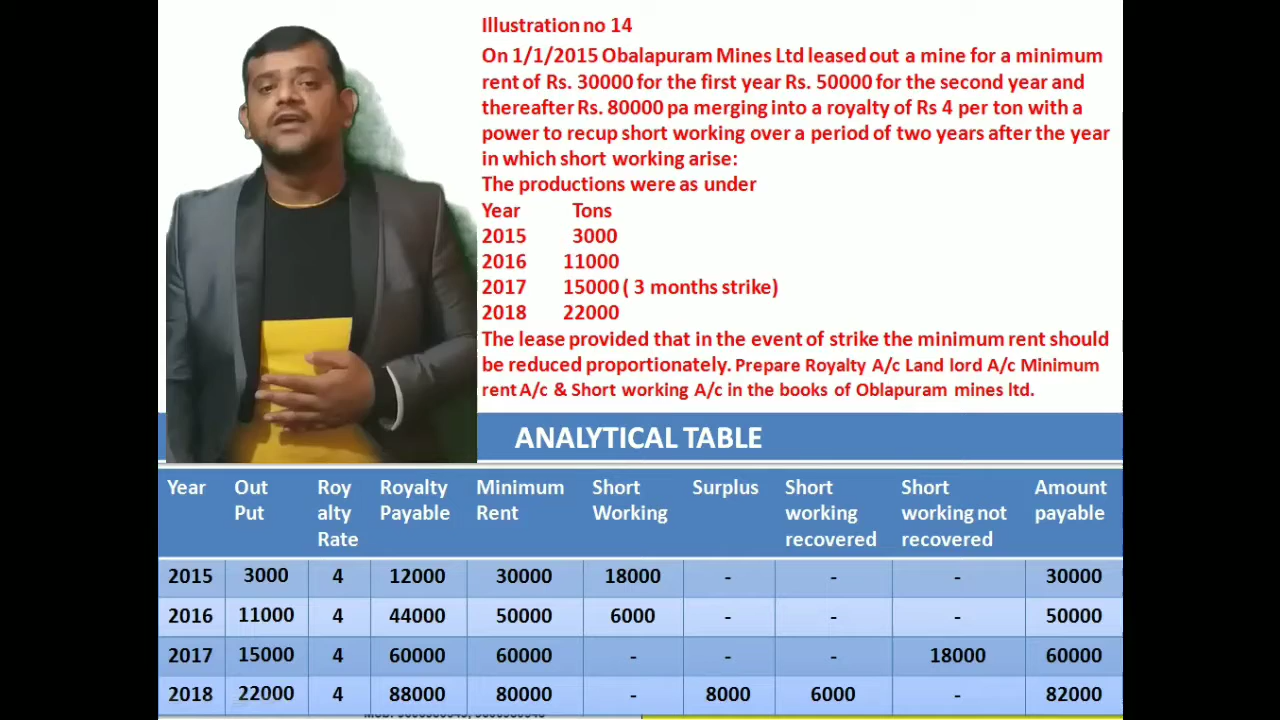 Illustration no 14
On 1/1/2015 Obalapuram Mines Ltd leased out a mine for a minimum
rent of Rs. 30000 for the first year Rs. 50000 for the second year and
thereafter Rs. 80000 pa merging into a royalty of Rs 4 per ton with a
power to recup short working over a period of two years after the year
in which short working arise:
The productions were as under
Year Tons
2015 3000
2016 11000
2017 15000 ( 3 months strike)
2018 22000
The lease provided that in the event of strike the minimum rent should
be reduced proportionately. Prepare Royalty A/c Land lord A/c Minimum
rent A/c & Short working A/c in the books of Oblapuram mines ltd.
ANALYTICAL TABLE
Year Out Put Roy alty Rate Royalty Payable Minimum Rent Short Working Surplus Short working recovered Short working not recovered Amount payable
2015 3000 4 12000 30000 18000 - - - 30000
2016 11000 4 44000 50000 6000 - - - 50000
2017 15000 4 60000 60000 - - - 18000 60000
2018 22000 4 88000 80000 - 8000 6000 - 82000